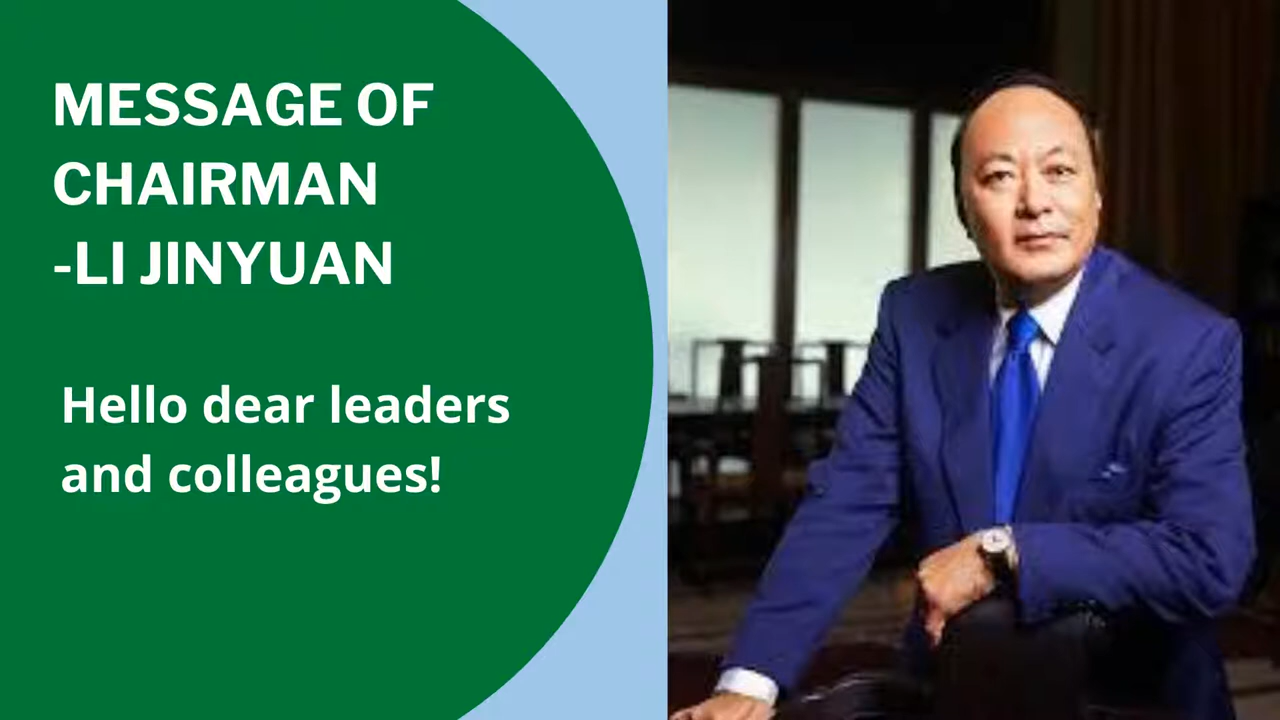 MESSAGE OF
CHAIRMAN
-LI JINYUAN
Hello dear leaders
and colleagues!